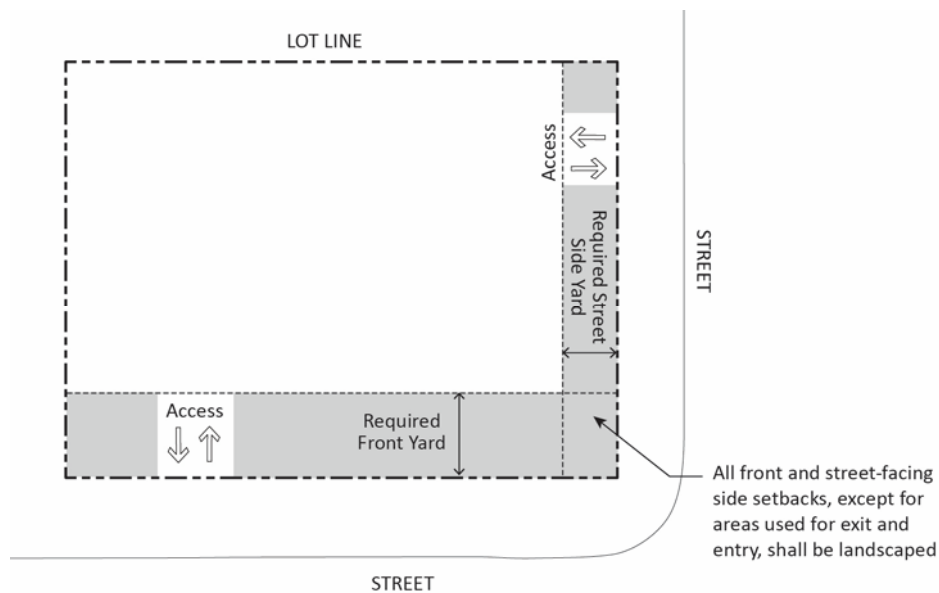 LOT LINE
Access
Required Street
Side Yard
STREET
Access
Required
Front Yard
All front and street-facing
side setbacks, except for
areas used for exit and
entry, shall be landscaped
STREET